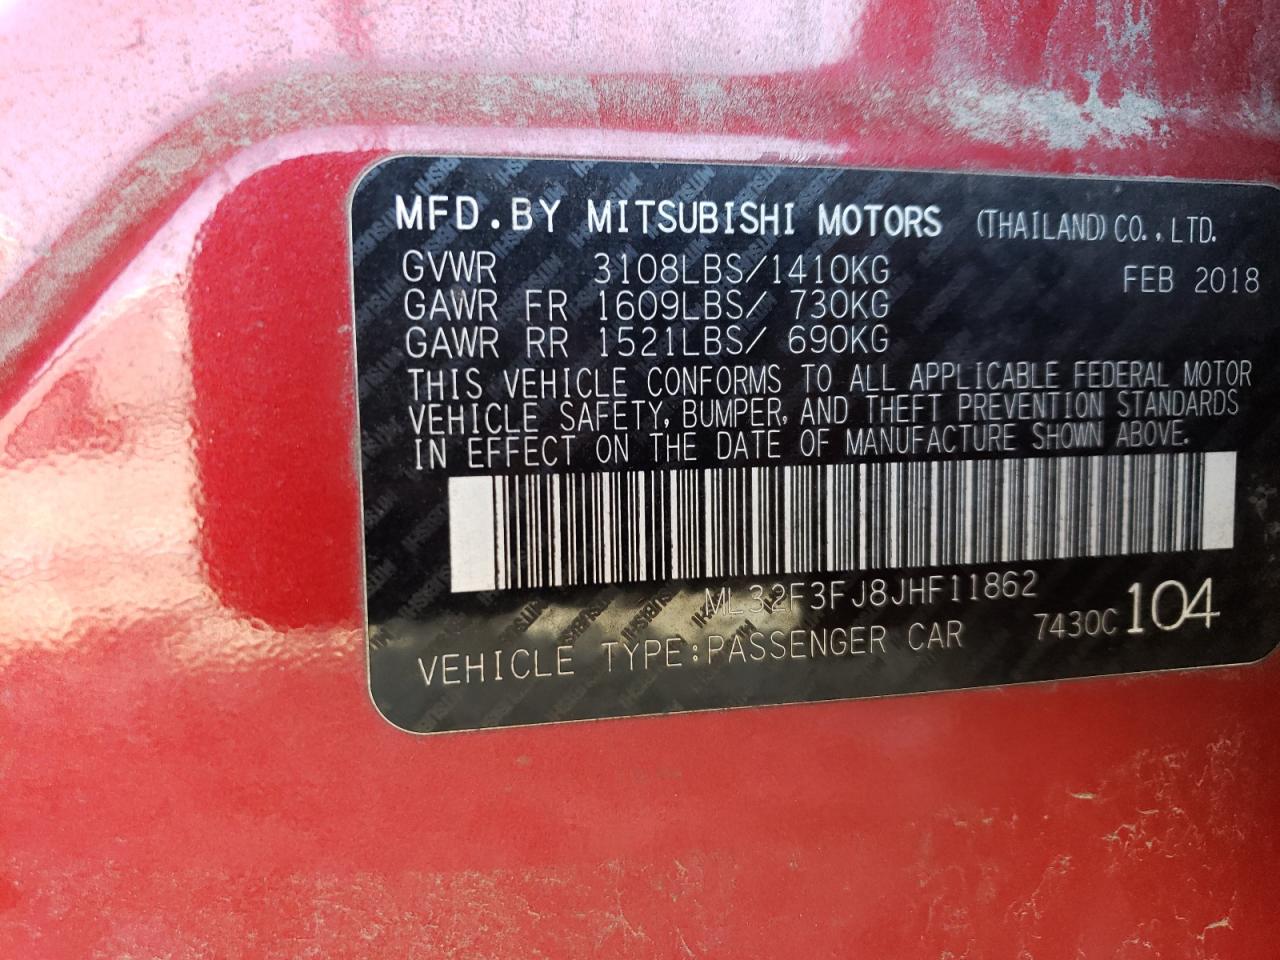 MFD.BY MITSUBISHI MOTORS (THAILAND) CO., LTD.
GVWR 3108LBS/1410KG FEB 2018
GAWR FR 1609LBS/ 730KG
GAWR RR 1521LBS/ 690KG
THIS VEHICLE CONFORMS TO ALL APPLICABLE FEDERAL MOTOR
VEHICLE SAFETY, BUMPER, AND THEFT PREVENTION STANDARDS
IN EFFECT ON THE DATE OF MANUFACTURE SHOWN ABOVE.
ML32F3FJ8JHF11862
7430C 104
VEHICLE TYPE:PASSENGER CAR